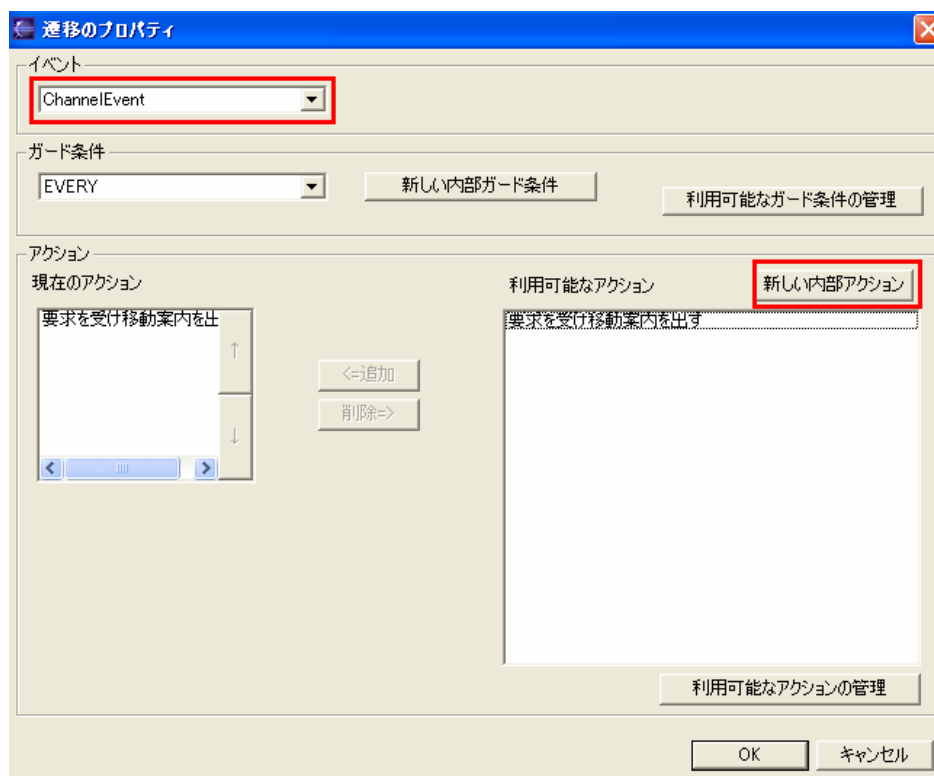 遷移のプロパティ
イベント
ChannelEvent
ガード条件
EVERY
新しい内部ガード条件
利用可能なガード条件の管理
アクション
現在のアクション
利用可能なアクション
新しい内部アクション
要求を受け移動案内を出
要求を受け移動案内を出す
↑
<=追加
削除=>
↓
利用可能なアクションの管理
OK
キャンセル